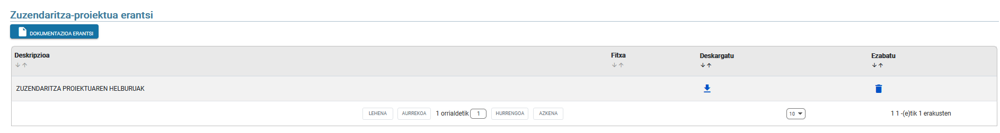 Zuzendaritza-proiektua erantsi
DOKUMENTAZIOA ERANTSI
Deskripzioa Fitxa Deskargatu Ezabatu
ZUZENDARITZA PROIEKTUAREN HELBURUAK
LEHENA AURREKOA 1 orrialdetik 1 HURRENGOA AZKENA 10 1 1 -(e)tik 1 erakusten